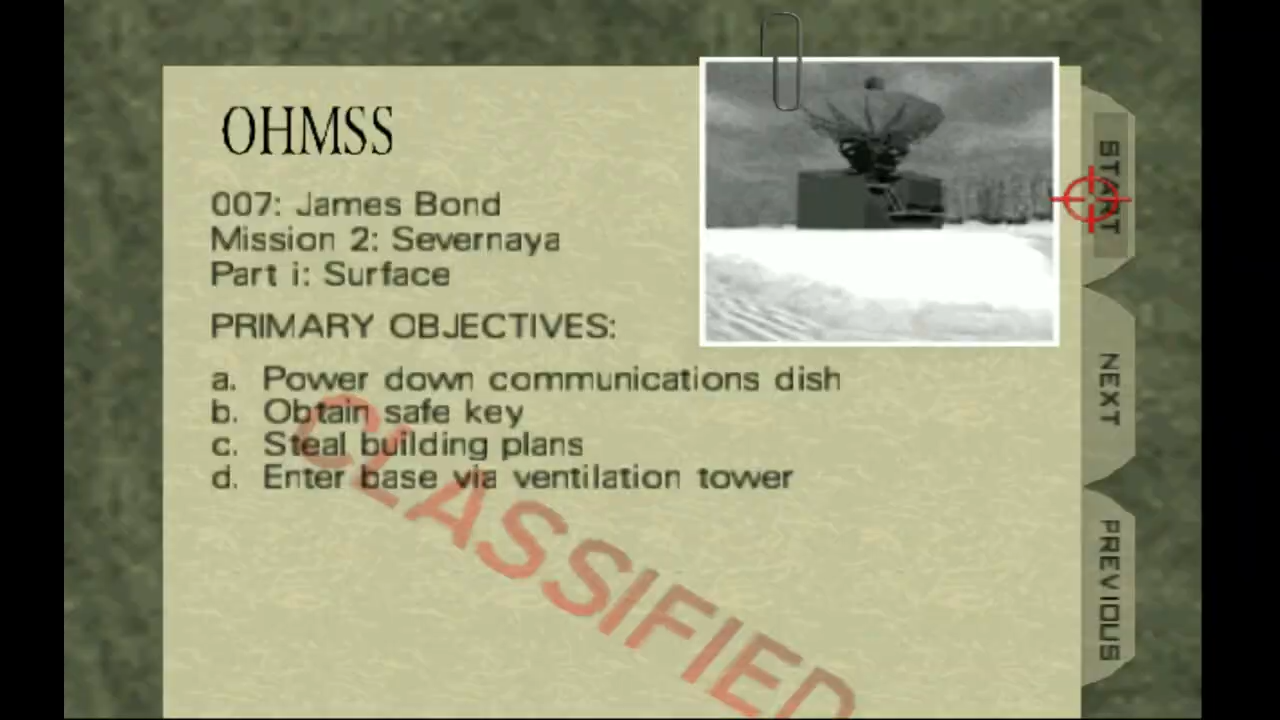 OHMSS
007: James Bond
Mission 2: Severnaya
Part i: Surface
PRIMARY OBJECTIVES:
a. Power down communications dish
b. Obtain safe key
c. Steal building plans
d. Enter base via ventilation tower
CLASSIFIED
START
NEXT
PREVIOUS